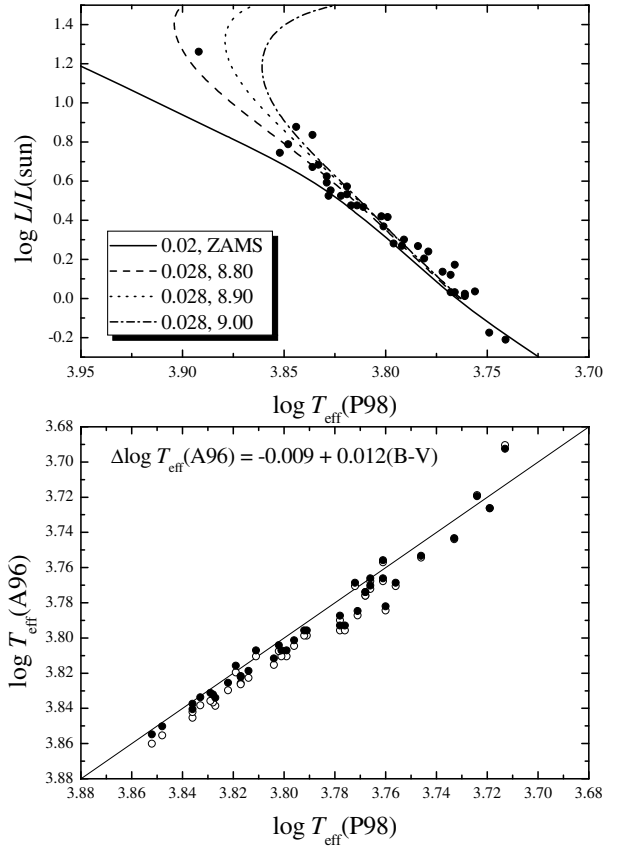 1.4
1.2
1.0
0.8
0.6
0.4
0.2
0.0
-0.2
log L/L(sun)
0.02, ZAMS
0.028, 8.80
0.028, 8.90
0.028, 9.00
3.95 3.90 3.85 3.80 3.75 3.70
log T_eff(P98)
3.68
3.70
3.72
3.74
3.76
3.78
3.80
3.82
3.84
3.86
3.88
log T_eff(A96)
Δlog T_eff(A96) = -0.009 + 0.012(B-V)
3.88 3.86 3.84 3.82 3.80 3.78 3.76 3.74 3.72 3.70 3.68
log T_eff(P98)